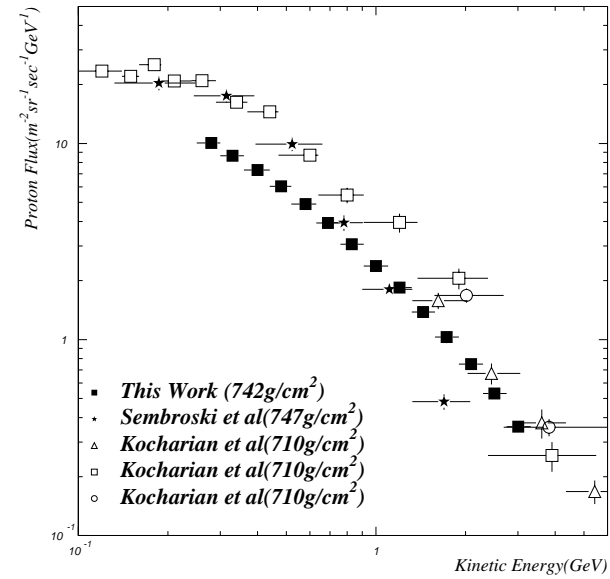 Proton Flux(m⁻²sr⁻¹sec⁻¹GeV⁻¹)
10
1
10⁻¹
This Work (742g/cm²)
Sembroski et al(747g/cm²)
Kocharian et al(710g/cm²)
Kocharian et al(710g/cm²)
Kocharian et al(710g/cm²)
10⁻¹
1
Kinetic Energy(GeV)